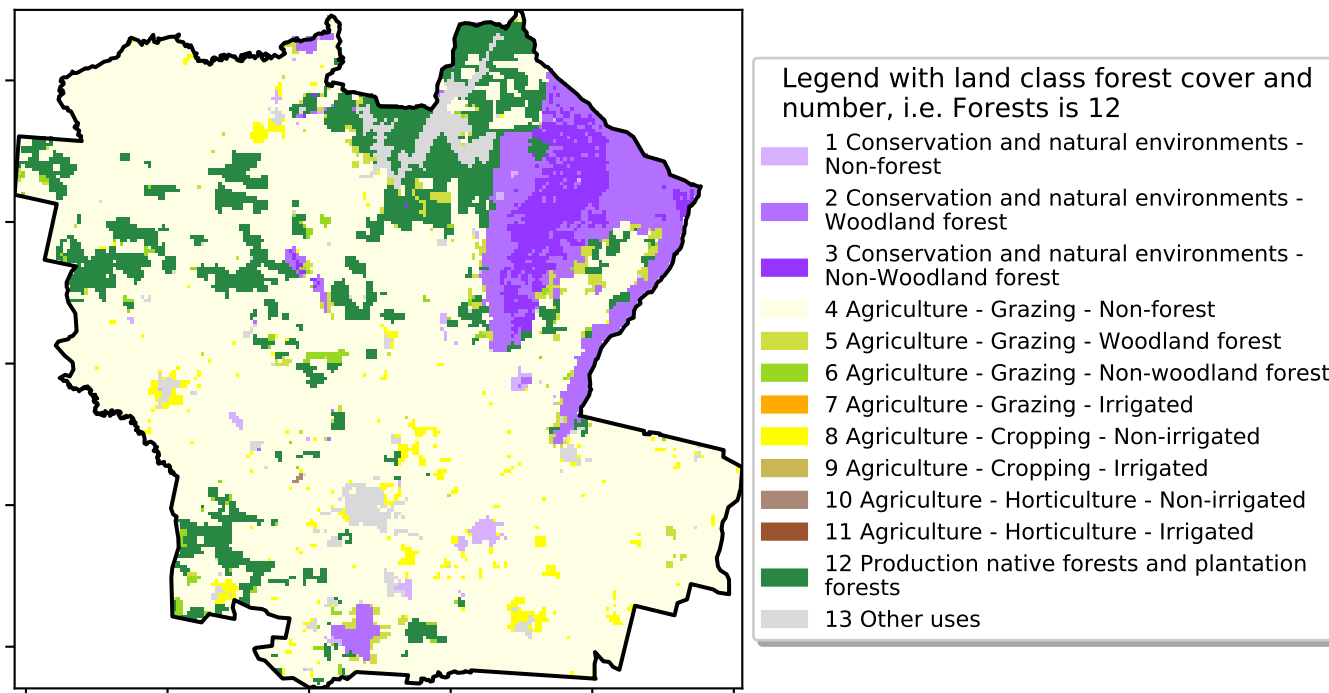 Legend with land class forest cover and
number, i.e. Forests is 12
1 Conservation and natural environments -
Non-forest
2 Conservation and natural environments -
Woodland forest
3 Conservation and natural environments -
Non-Woodland forest
4 Agriculture - Grazing - Non-forest
5 Agriculture - Grazing - Woodland forest
6 Agriculture - Grazing - Non-woodland forest
7 Agriculture - Grazing - Irrigated
8 Agriculture - Cropping - Non-irrigated
9 Agriculture - Cropping - Irrigated
10 Agriculture - Horticulture - Non-irrigated
11 Agriculture - Horticulture - Irrigated
12 Production native forests and plantation
forests
13 Other uses